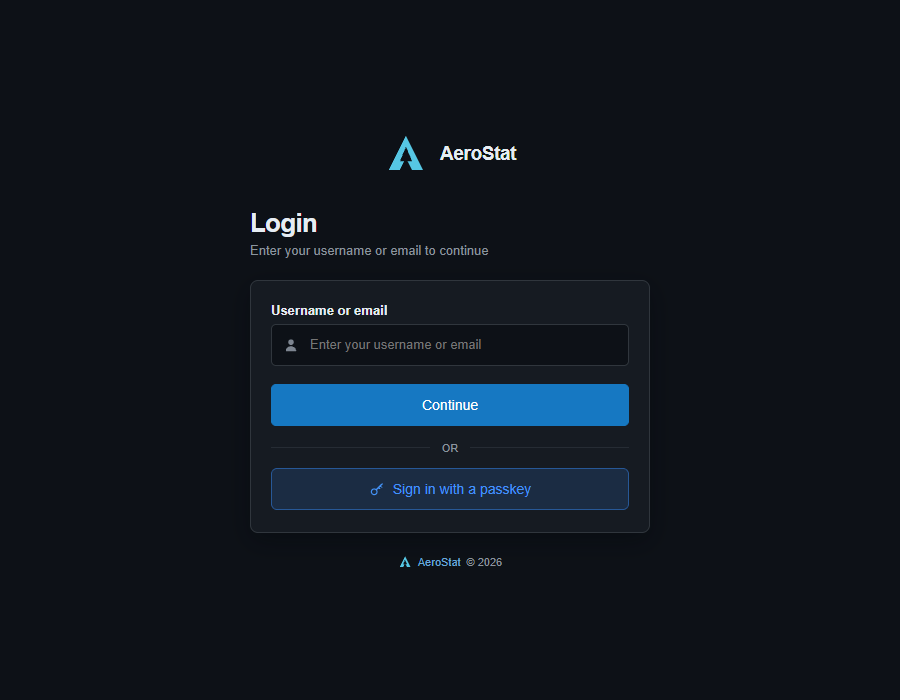 AeroStat
Login
Enter your username or email to continue
Username or email
Enter your username or email
Continue
OR
Sign in with a passkey
AeroStat © 2026